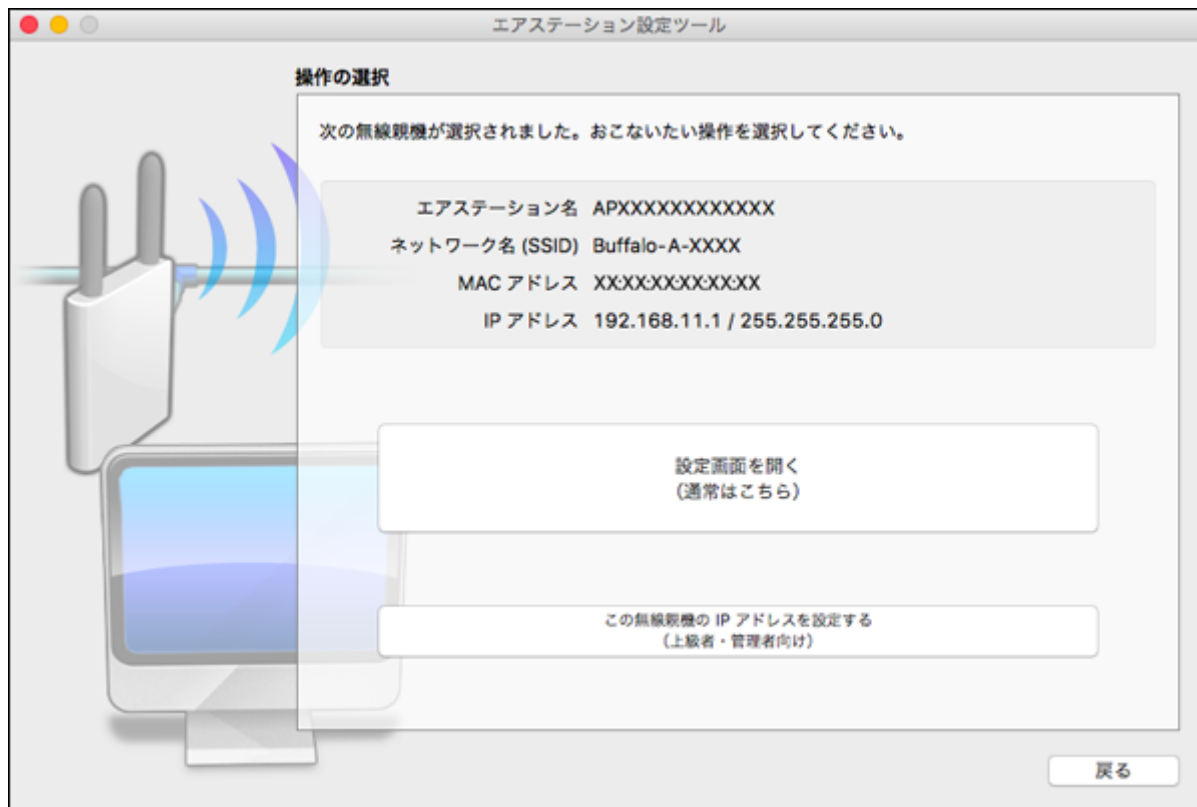 エアステーション設定ツール
操作の選択
次の無線親機が選択されました。おこないたい操作を選択してください。
エアステーション名 APXXXXXXXXXXXX
ネットワーク名 (SSID) Buffalo-A-XXXX
MAC アドレス XX:XX:XX:XX:XX:XX
IP アドレス 192.168.11.1 / 255.255.255.0
設定画面を開く
(通常はこちら)
この無線親機の IP アドレスを設定する
(上級者・管理者向け)
戻る